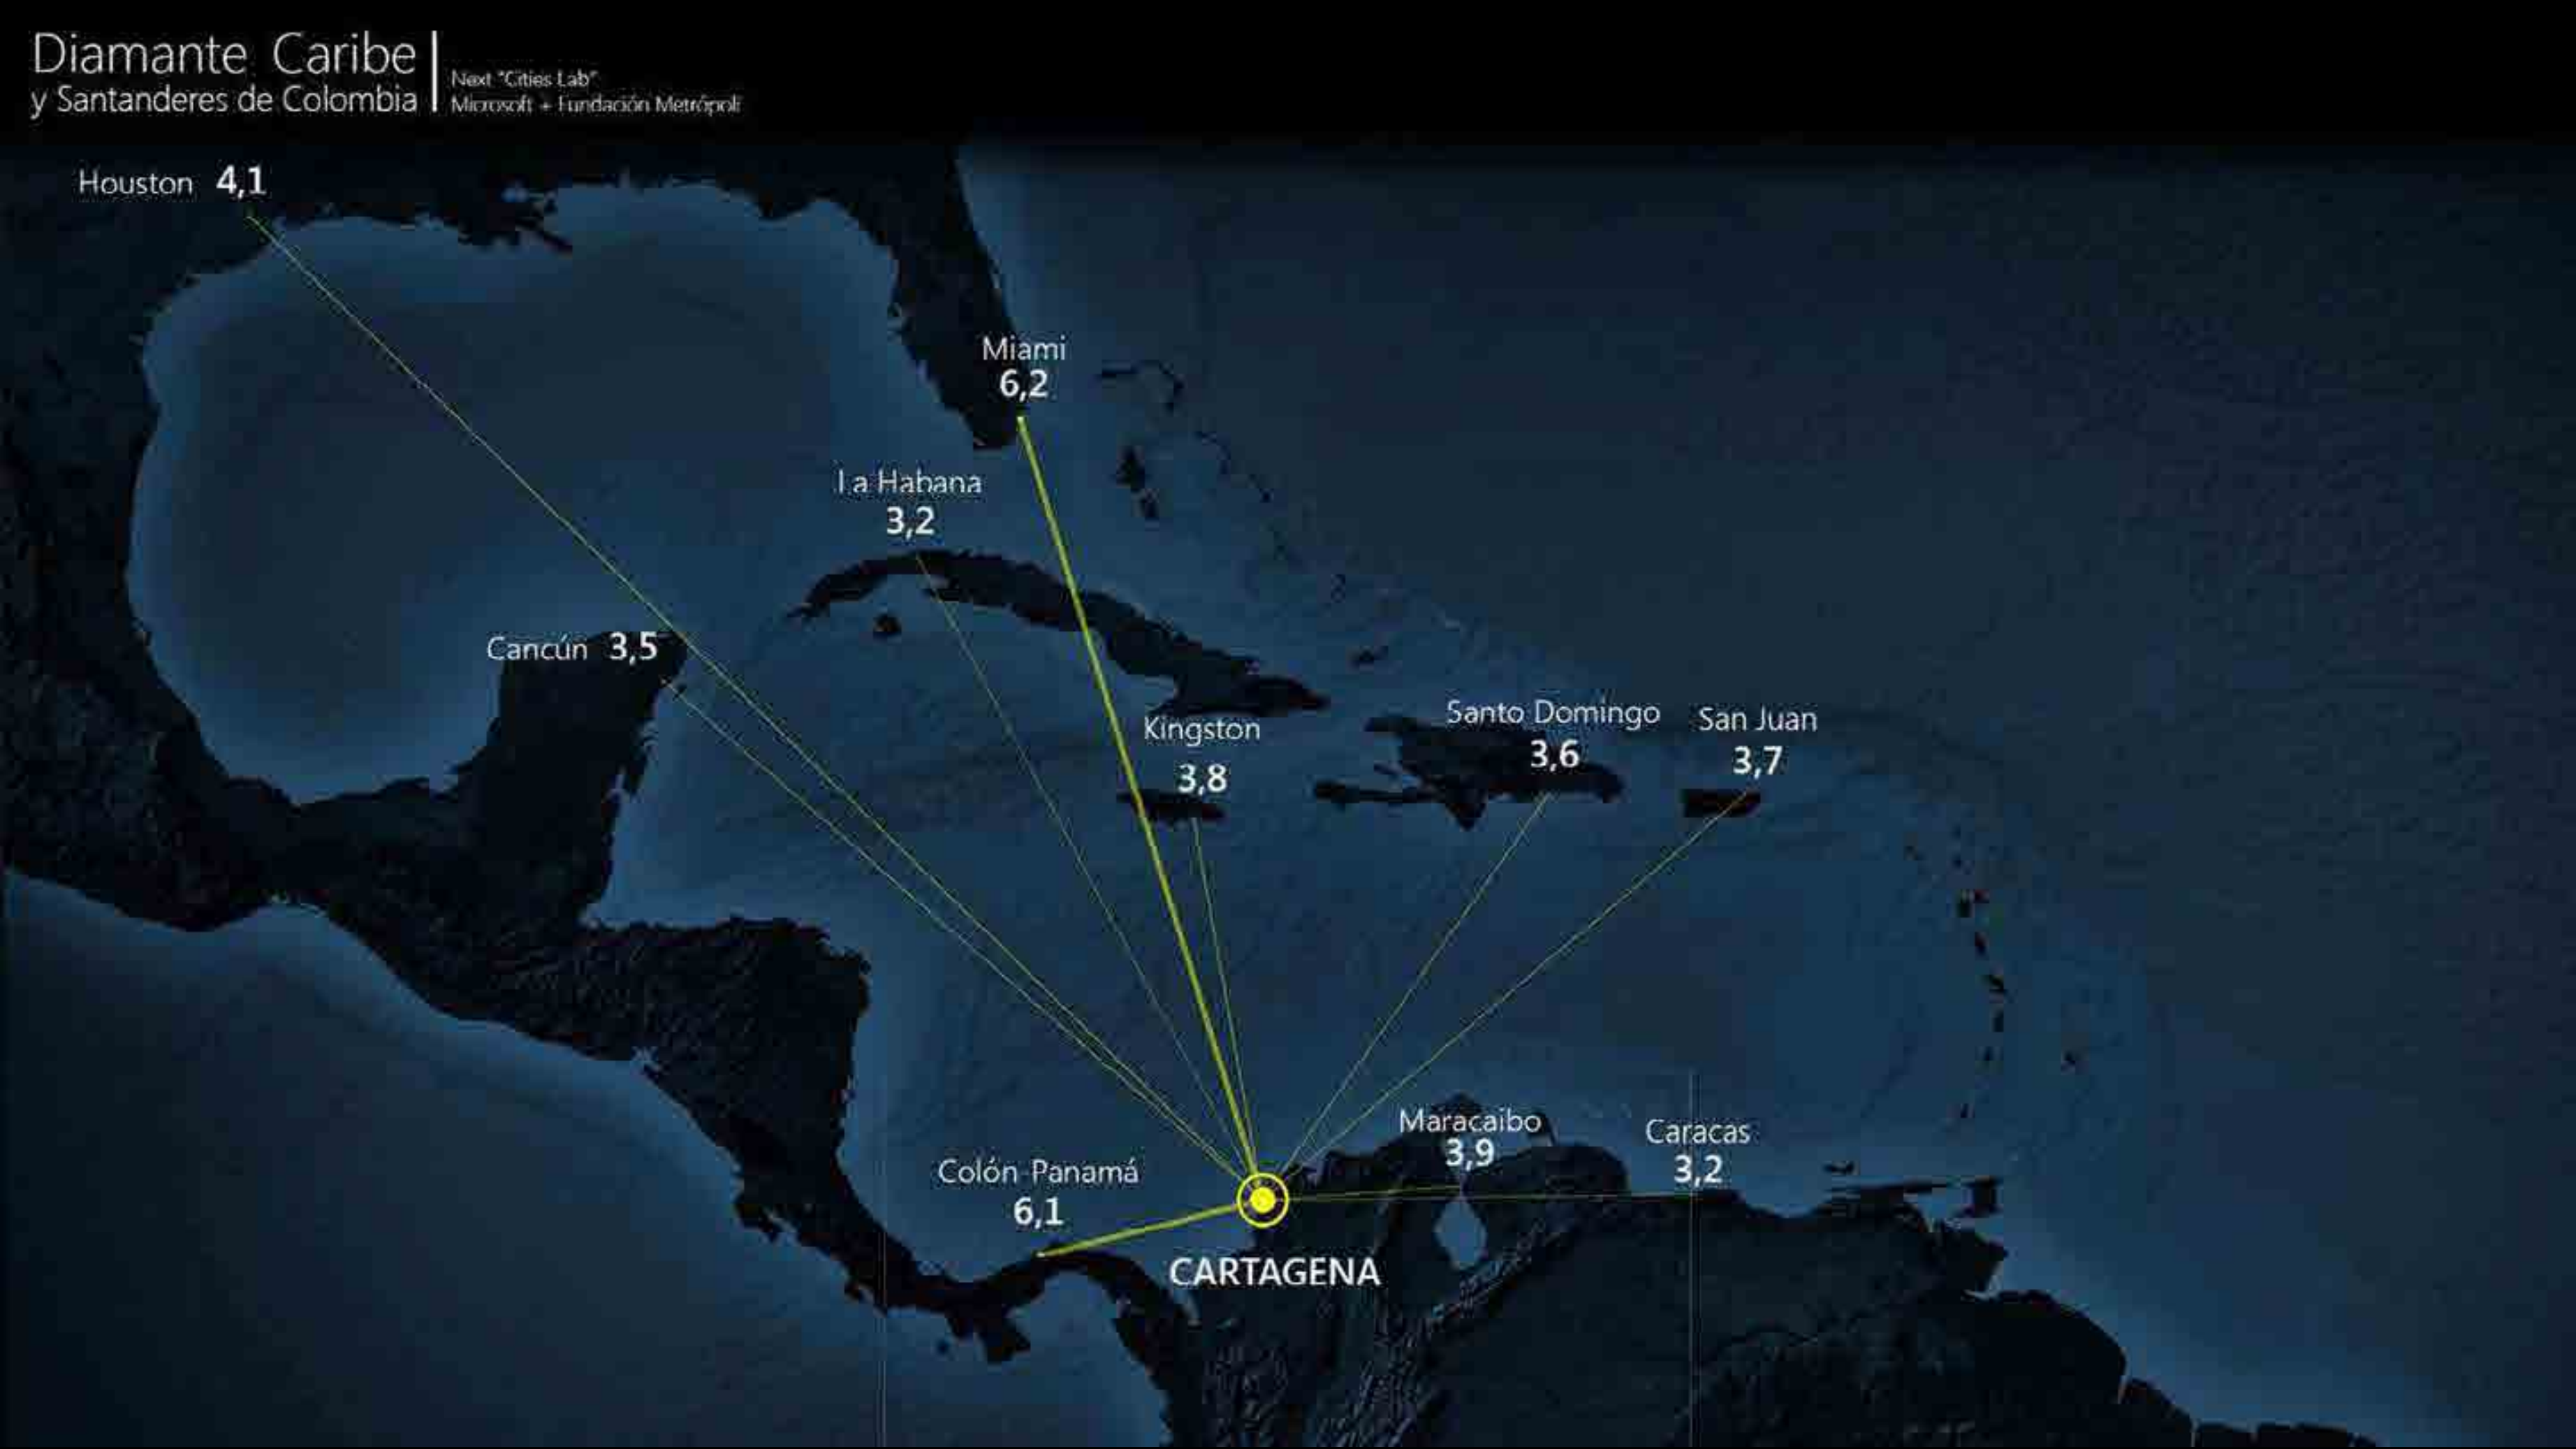 Diamante Caribe
y Santanderes de Colombia
Next "Cities Lab"
Microsoft + Fundación Metrópoli
Houston 4,1
Miami
6,2
La Habana
3,2
Cancún 3,5
Kingston
3,8
Santo Domingo
3,6
San Juan
3,7
Maracaibo
3,9
Caracas
3,2
Colón-Panamá
6,1
CARTAGENA